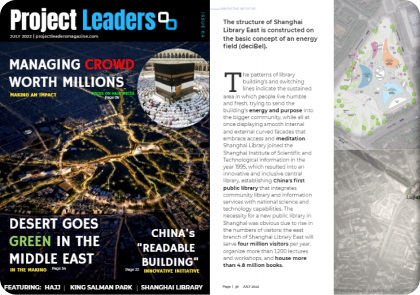 Project Leaders
ISSUE #4
JULY 2022 | projectleadersmagazine.com
MANAGING CROWD
WORTH MILLIONS
MAKING AN IMPACT
FOCUS ON HAJJ MECCA
Page 06
DESERT GOES
GREEN IN THE
MIDDLE EAST
IN THE MAKING Page 54
CHINA's
"READABLE
BUILDING"
Page 32 INNOVATIVE INITIATIVE
FEATURING: HAJJ | KING SALMAN PARK | SHANGHAI LIBRARY
INNOVATIVE INITIATIVE
The structure of Shanghai
Library East is constructed on
the basic concept of an energy
field (deciBel).
The patterns of library
building's and switching
lines indicate the sustained
area in which people live humble
and fresh, trying to send the
building's energy and purpose into
the bigger community, while all at
once displaying smooth internal
and external curved facades that
embrace access and meditation.
Shanghai Library joined the
Shanghai Institute of Scientific and
Technological Information in the
year 1995, which resulted into an
innovative and inclusive central
library, establishing China's first
public library that integrates
community library and information
services with national science and
technology capabilities. The
necessity for a new public library in
Shanghai was obvious due to rise in
the numbers of visitors; the east
branch of Shanghai Library East will
serve four million visitors per year,
organize more than 1,200 lectures
and workshops, and house more
than 4.8 million books.
Page | JULY 2022